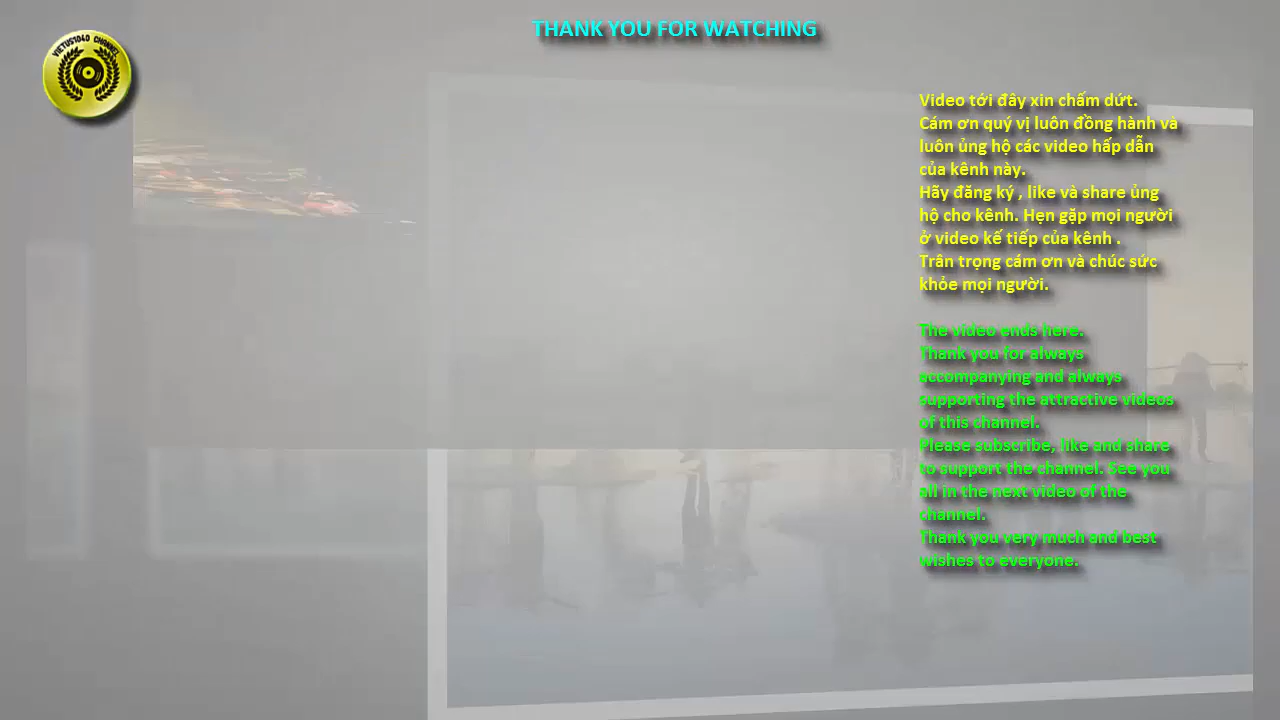 THANK YOU FOR WATCHING
VIETUS1040 CHANNEL
Video tới đây xin chấm dứt.
Cám ơn quý vị luôn đồng hành và
luôn ủng hộ các video hấp dẫn
của kênh này.
Hãy đăng ký , like và share ủng
hộ cho kênh. Hẹn gặp mọi người
ở video kế tiếp của kênh .
Trân trọng cám ơn và chúc sức
khỏe mọi người.
The video ends here.
Thank you for always
accompanying and always
supporting the attractive videos
of this channel.
Please subscribe, like and share
to support the channel. See you
all in the next video of the
channel.
Thank you very much and best
wishes to everyone.